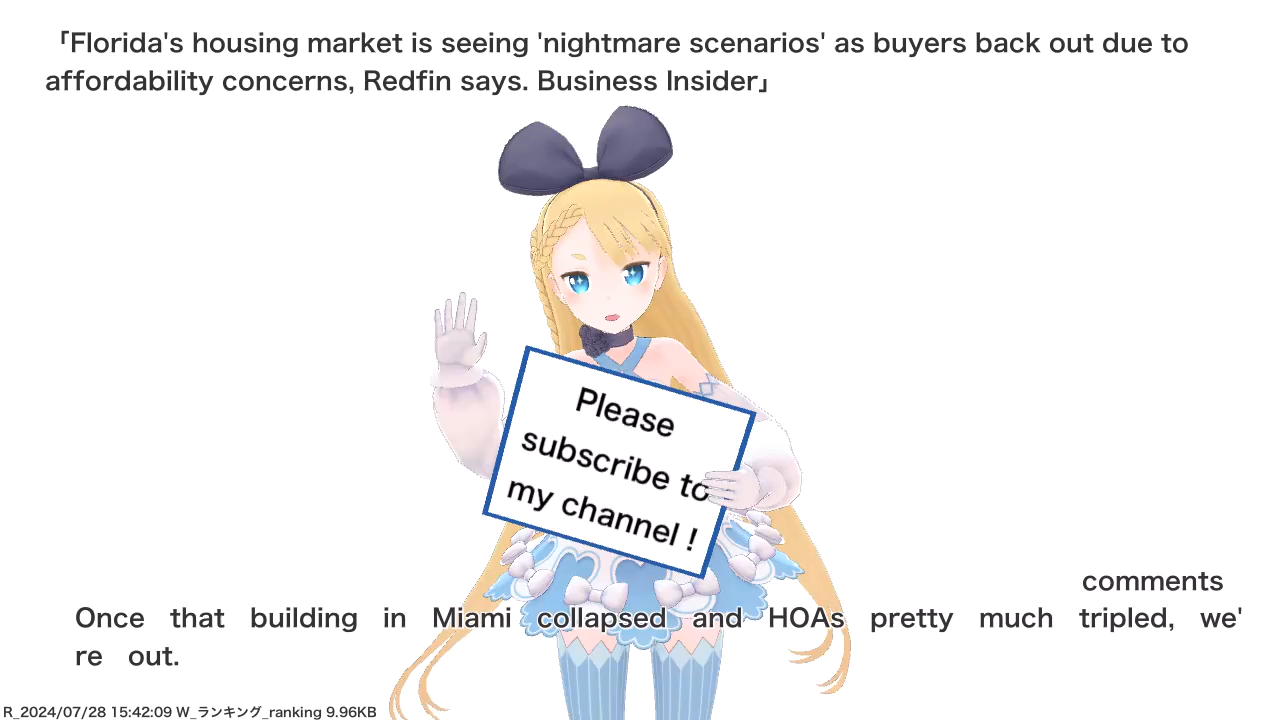 「Florida's housing market is seeing 'nightmare scenarios' as buyers back out due to
affordability concerns, Redfin says. Business Insider」
Please
subscribe to
my channel !
comments
Once that building in Miami collapsed and HOAs pretty much tripled, we'
re out.
R_2024/07/28 15:42:09 W_ランキング_ranking 9.96KB